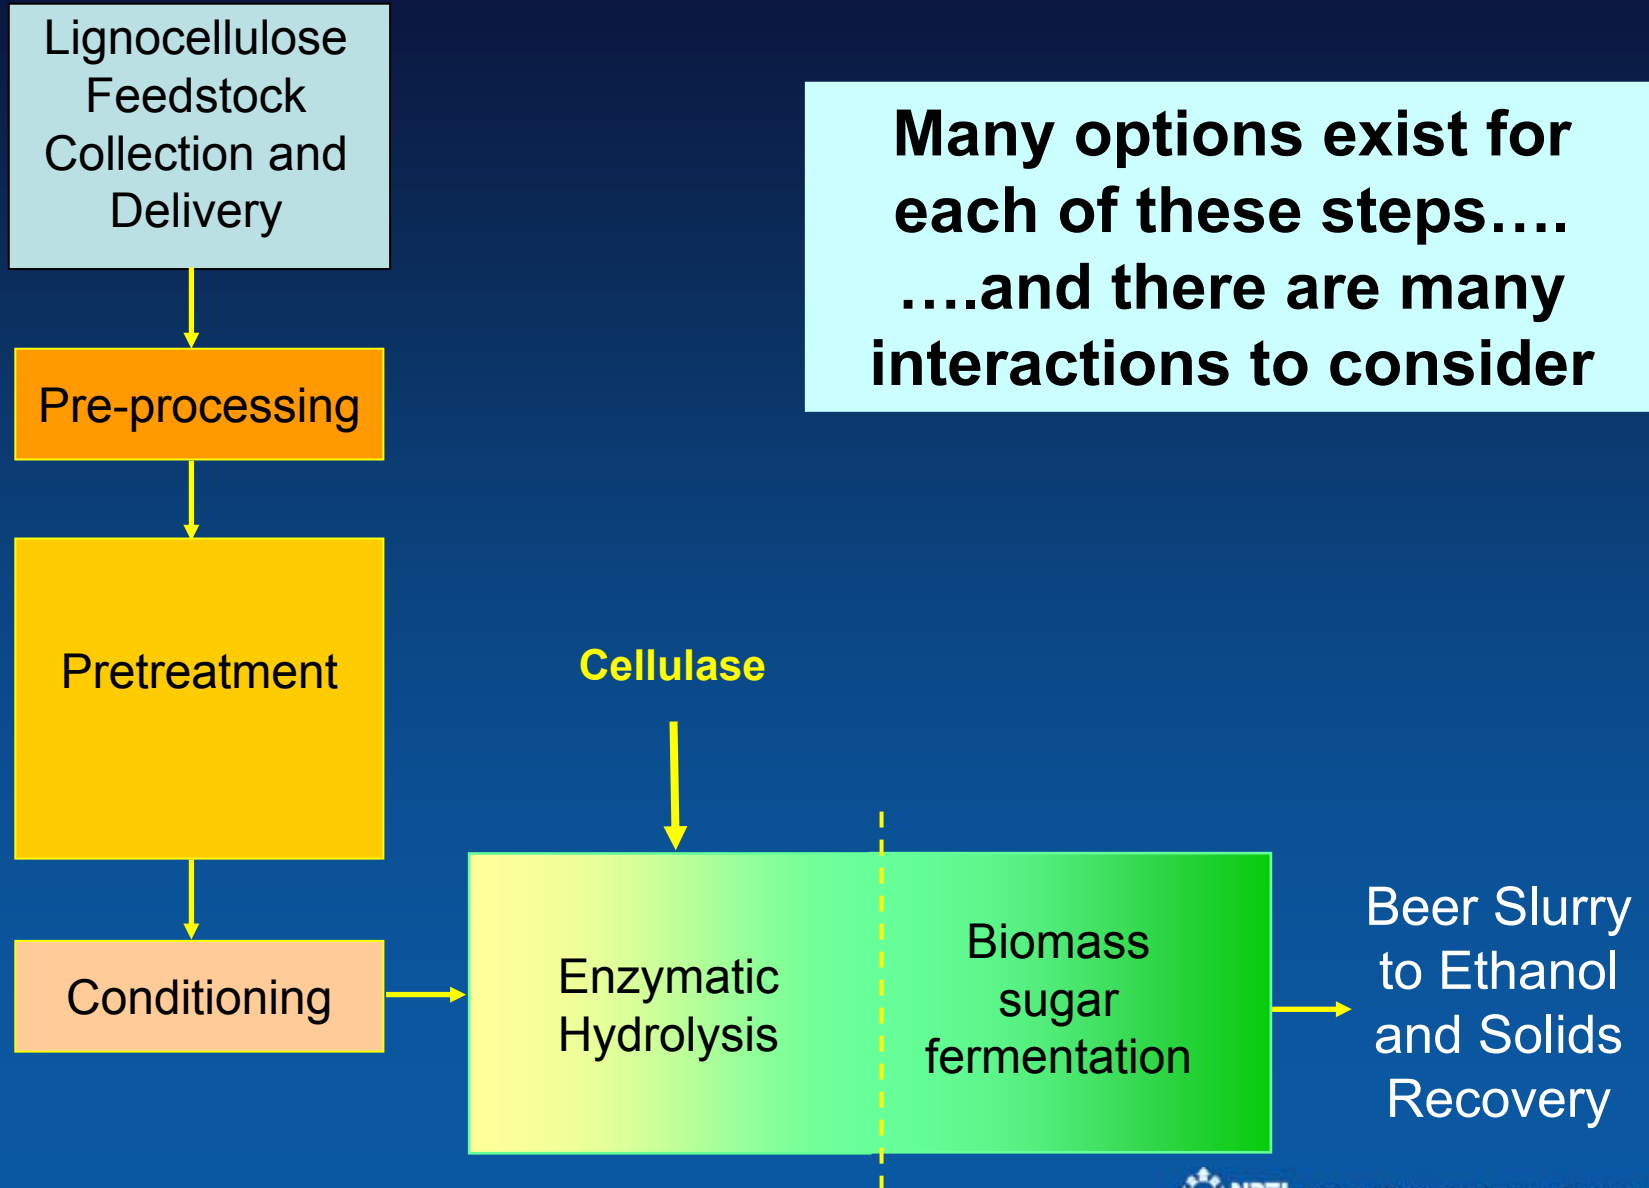 Lignocellulose
Feedstock
Collection and
Delivery
Many options exist for
each of these steps….
….and there are many
interactions to consider
Pre-processing
Pretreatment
Cellulase
Conditioning
Enzymatic
Hydrolysis
Biomass
sugar
fermentation
Beer Slurry
to Ethanol
and Solids
Recovery